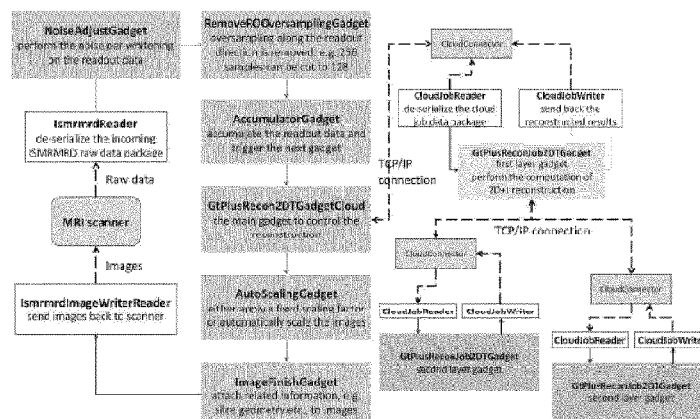 NoiseAdjustGadget
perform the noise pre-whitening
on the readout data
IsmrmrdReader
de-serialize the incoming
ISMRMRD raw data package
Raw data
MRI scanner
Images
IsmrmrdImageWriterReader
send images back to scanner
RemoveROOversamplingGadget
oversampling along the readout
direction is removed, e.g. 256
samples can be cut to 128
AccumulatorGadget
accumulate the readout data and
trigger the next gadget
GtPlusRecon2DTGadgetCloud
the main gadget to control the
reconstruction
AutoScalingGadget
either apply a fixed scaling factor
or automatically scale the images
ImageFinishGadget
attach related information, e.g.
slice geometry etc., to images
TCP/IP
connection
CloudConnector
CloudJobReader
de-serialize the cloud
job data package
CloudJobWriter
send back the
reconstructed results
GtPlusReconJob2DTGadget
first layer gadget
perform the computation of
2D+t reconstruction
TCP/IP connection
CloudConnector
CloudJobReader
CloudJobWriter
GtPlusReconJob2DTGadget
second layer gadget
CloudConnector
CloudJobReader
CloudJobWriter
GtPlusReconJob2DTGadget
second layer gadget